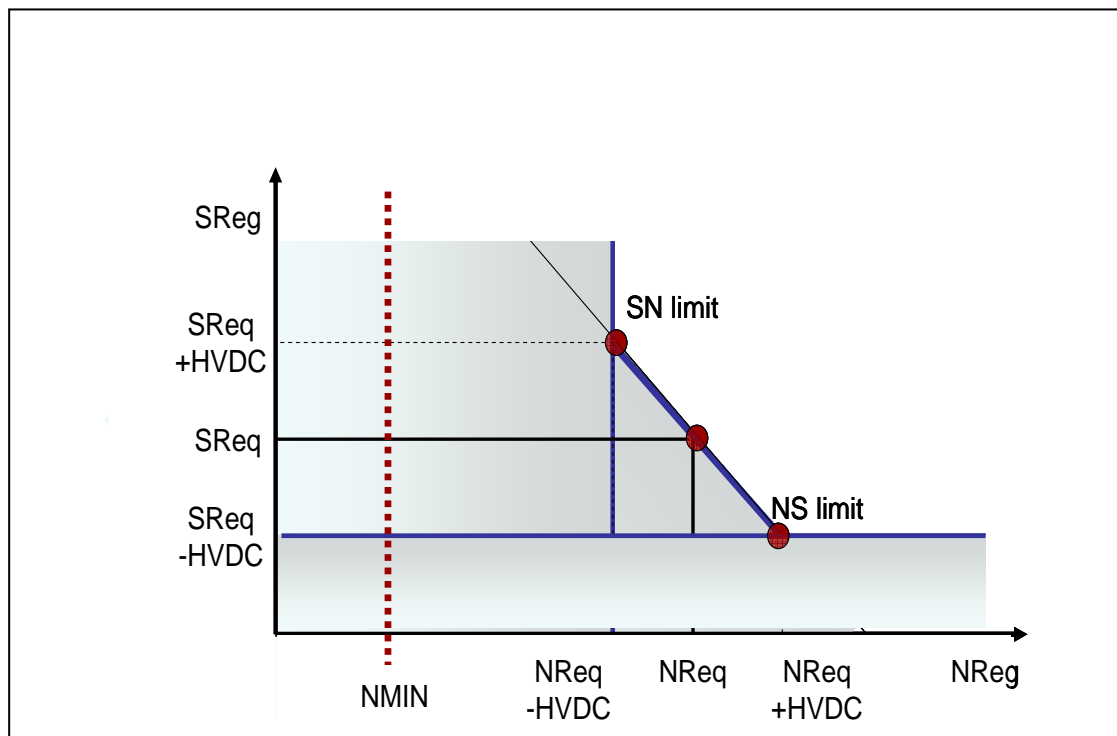 SReg
SN limit
SReq
+HVDC
SReq
NS limit
SReq
-HVDC
NMIN
NReq
-HVDC
NReq
NReq
+HVDC
NReg